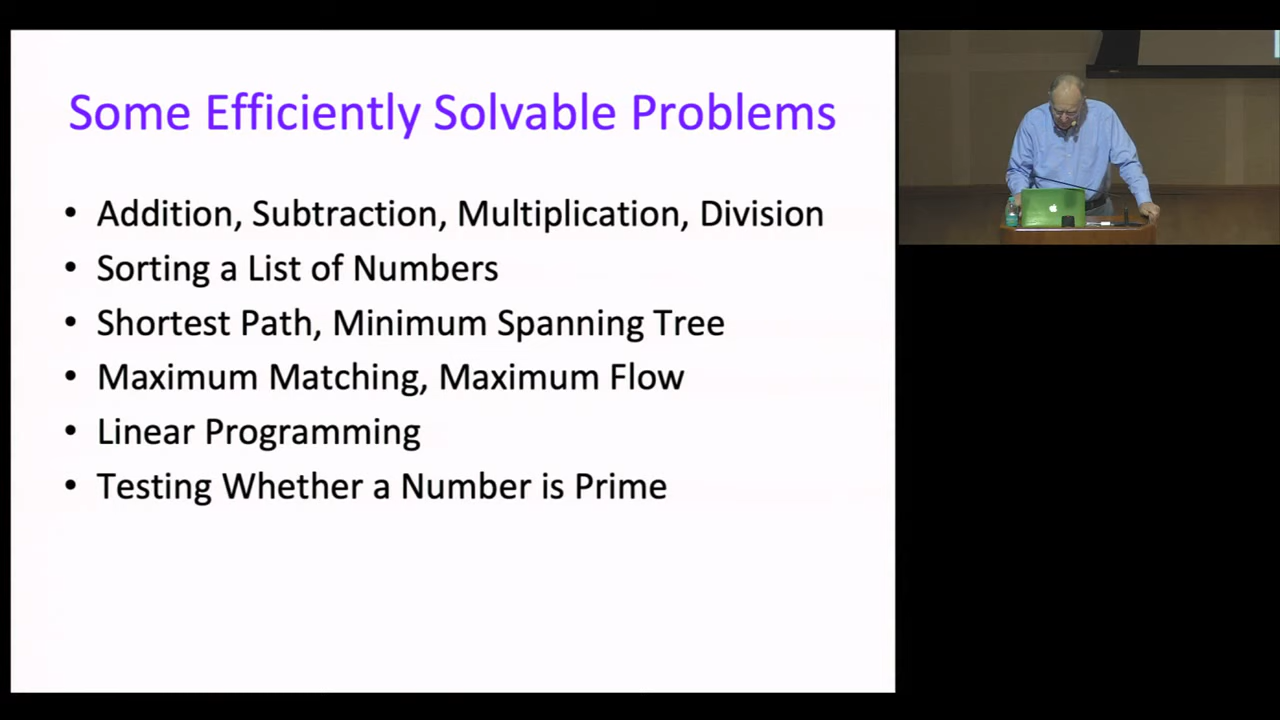 Some Efficiently Solvable Problems
• Addition, Subtraction, Multiplication, Division
• Sorting a List of Numbers
• Shortest Path, Minimum Spanning Tree
• Maximum Matching, Maximum Flow
• Linear Programming
• Testing Whether a Number is Prime